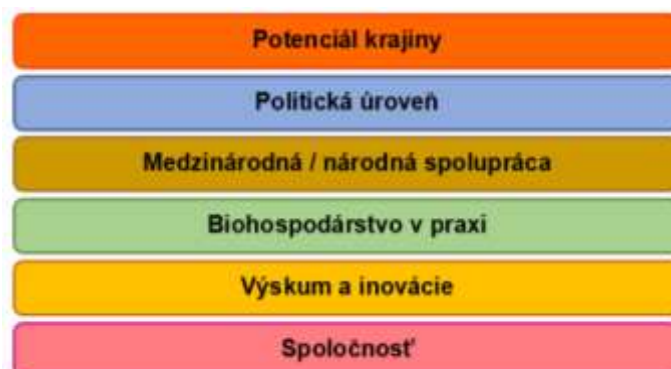 Potenciál krajiny
Politická úroveň
Medzinárodná / národná spolupráca
Biohospodárstvo v praxi
Výskum a inovácie
Spoločnosť